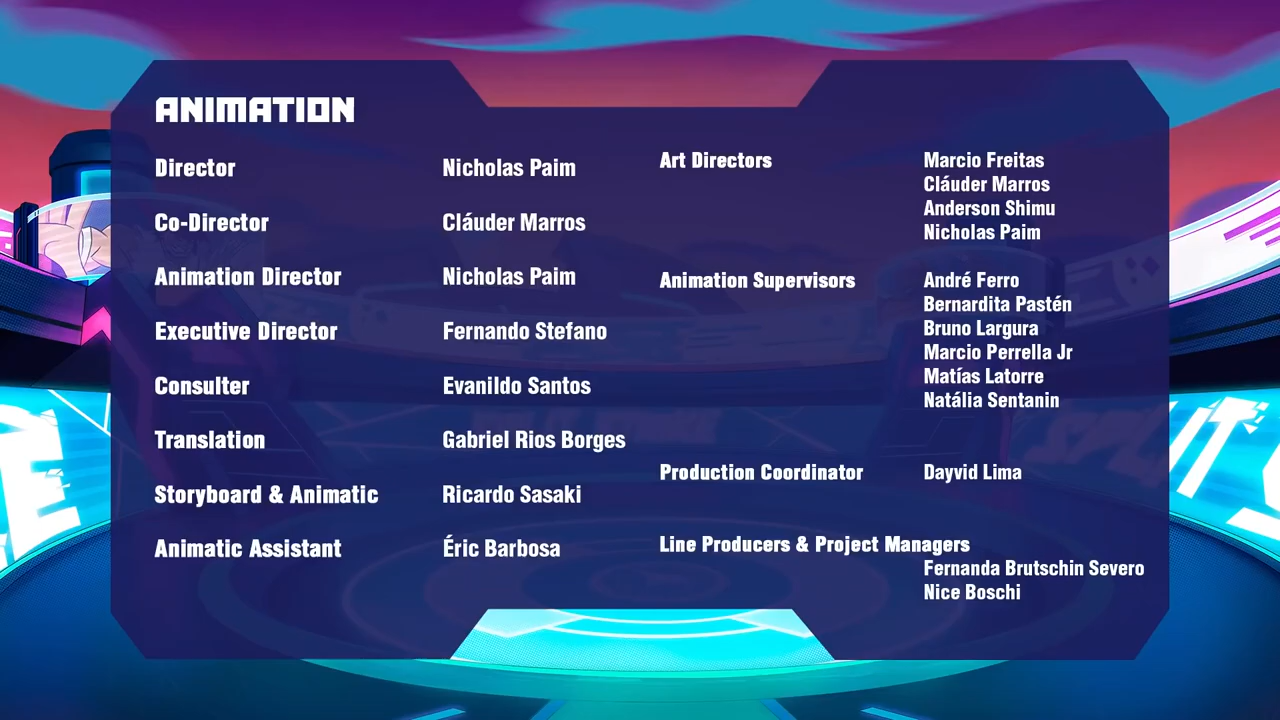 ANIMATION
Director Nicholas Paim
Co-Director Cláuder Marros
Animation Director Nicholas Paim
Executive Director Fernando Stefano
Consulter Evanildo Santos
Translation Gabriel Rios Borges
Storyboard & Animatic Ricardo Sasaki
Animatic Assistant Éric Barbosa
Art Directors Marcio Freitas
Cláuder Marros
Anderson Shimu
Nicholas Paim
Animation Supervisors André Ferro
Bernardita Pastén
Bruno Largura
Marcio Perrella Jr
Matías Latorre
Natália Sentanin
Production Coordinator Dayvid Lima
Line Producers & Project Managers
Fernanda Brutschin Severo
Nice Boschi